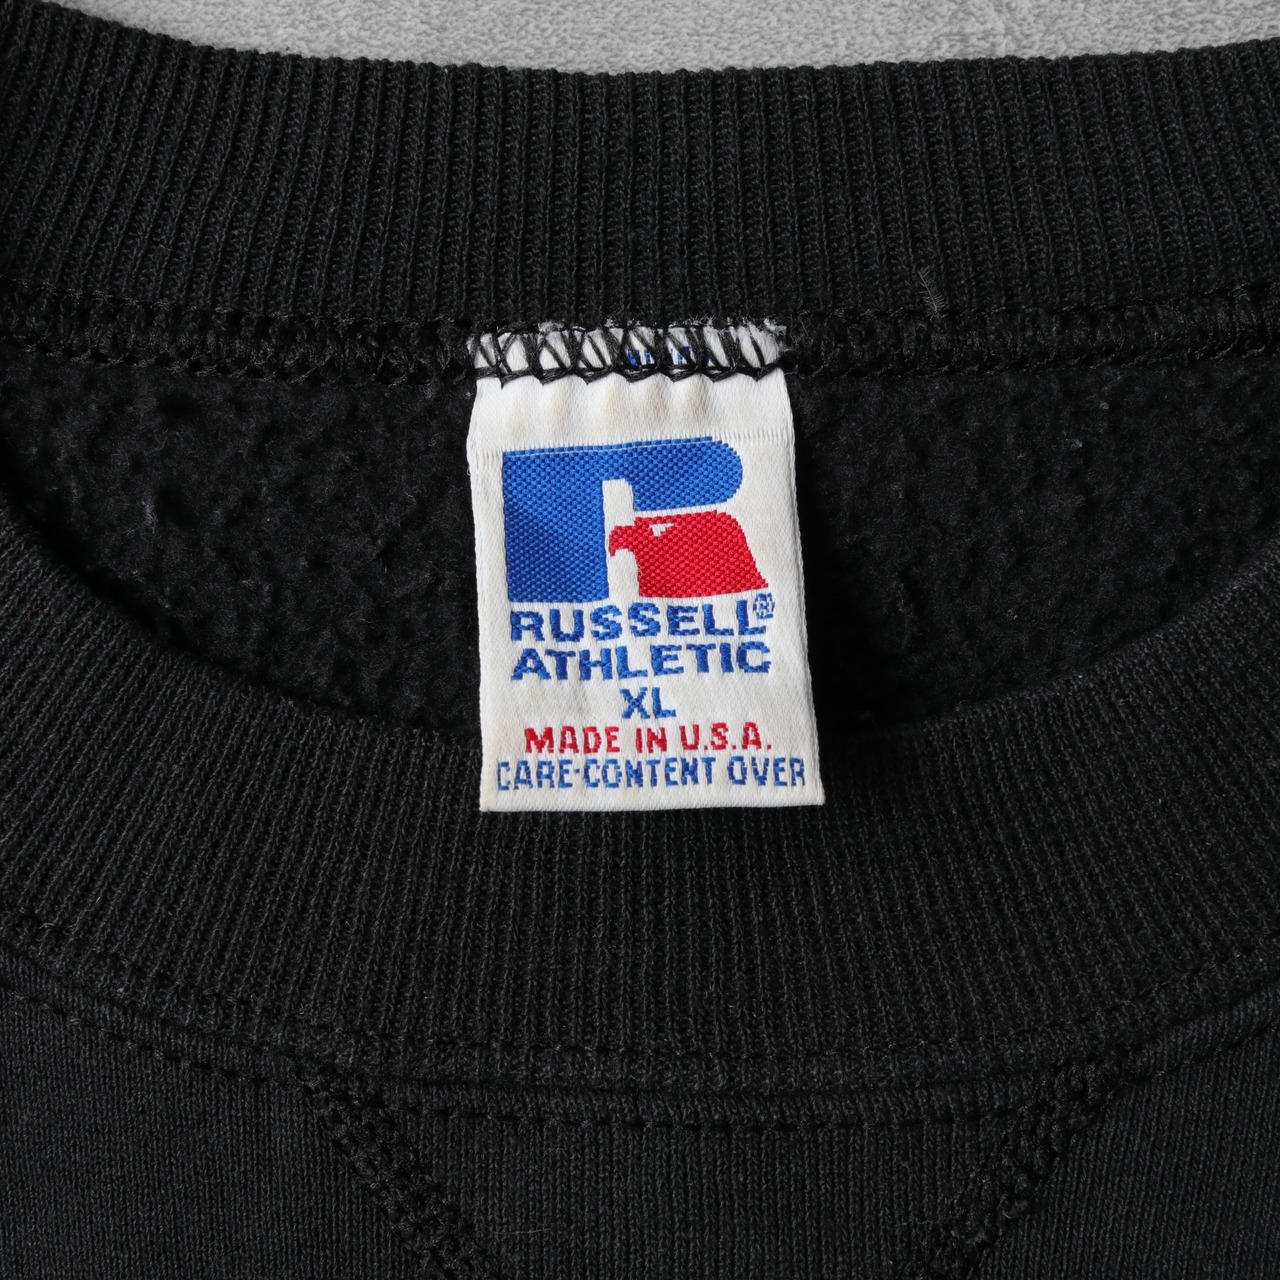 RUSSELL®
ATHLETIC
XL
MADE IN U.S.A.
CARE-CONTENT OVER